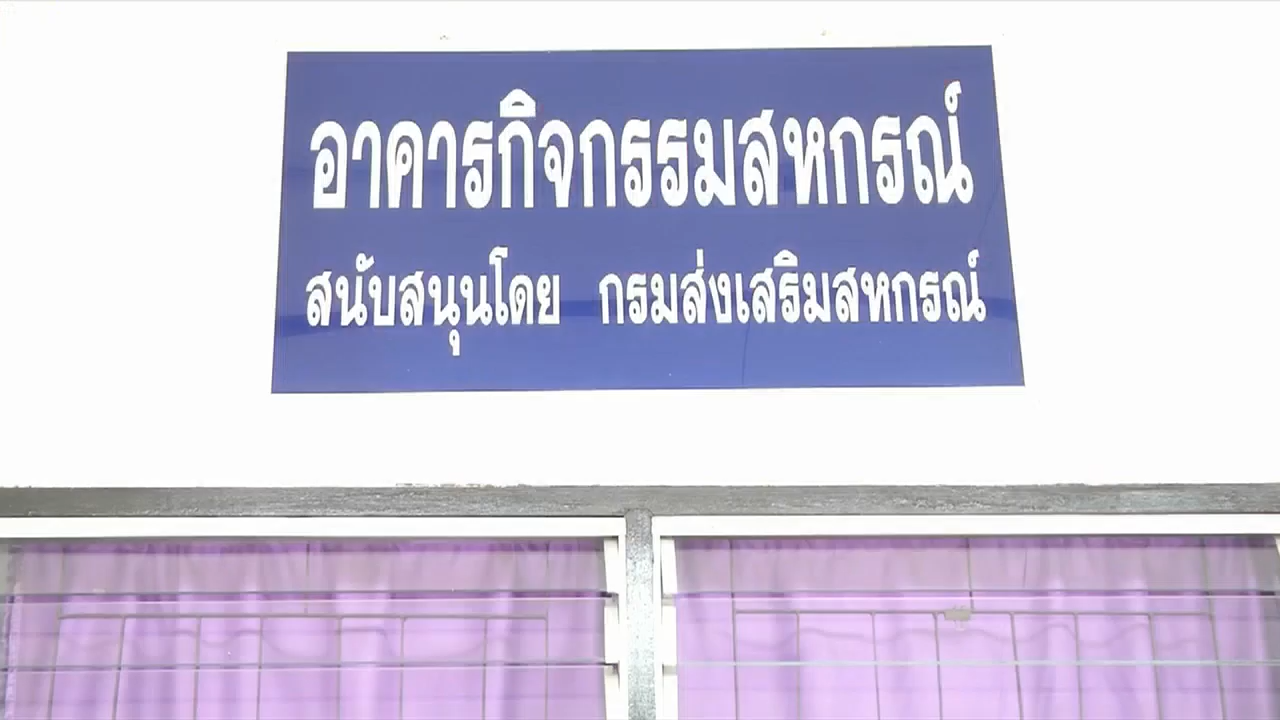 อาคารกิจกรรมสหกรณ์
สนับสนุนโดย กรมส่งเสริมสหกรณ์